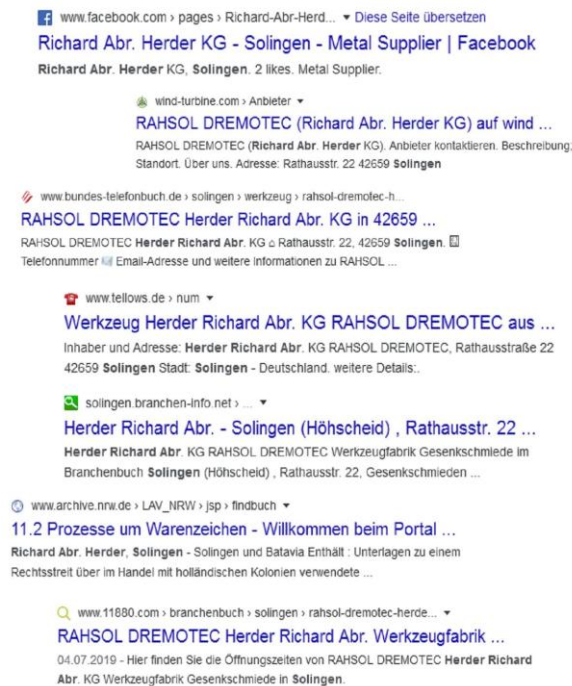 www.facebook.com › pages › Richard-Abr-Herd... ▾ Diese Seite übersetzen
Richard Abr. Herder KG - Solingen - Metal Supplier | Facebook
Richard Abr. Herder KG, Solingen. 2 likes. Metal Supplier.
wind-turbine.com › Anbieter ▾
RAHSOL DREMOTEC (Richard Abr. Herder KG) auf wind ...
RAHSOL DREMOTEC (Richard Abr. Herder KG). Anbieter kontaktieren. Beschreibung;
Standort. Über uns. Adresse: Rathausstr. 22 42659 Solingen
www.bundes-telefonbuch.de › solingen › werkzeug › rahsol-dremotec-h...
RAHSOL DREMOTEC Herder Richard Abr. KG in 42659 ...
RAHSOL DREMOTEC Herder Richard Abr. KG ⌂ Rathausstr. 22, 42659 Solingen.
Telefonnummer Email-Adresse und weitere Informationen zu RAHSOL ...
www.tellows.de › num ▾
Werkzeug Herder Richard Abr. KG RAHSOL DREMOTEC aus ...
Inhaber und Adresse: Herder Richard Abr. KG RAHSOL DREMOTEC, Rathausstraße 22
42659 Solingen Stadt: Solingen - Deutschland. weitere Details:.
solingen.branchen-info.net › ... ▾
Herder Richard Abr. - Solingen (Höhscheid) , Rathausstr. 22 ...
Herder Richard Abr. KG RAHSOL DREMOTEC Werkzeugfabrik Gesenkschmiede im
Branchenbuch Solingen (Höhscheid) , Rathausstr. 22, Gesenkschmieden ...
www.archive.nrw.de › LAV_NRW › jsp › findbuch ▾
11.2 Prozesse um Warenzeichen - Willkommen beim Portal ...
Richard Abr. Herder, Solingen - Solingen und Batavia Enthält : Unterlagen zu einem
Rechtsstreit über im Handel mit holländischen Kolonien verwendete ...
www.11880.com › branchenbuch › solingen › rahsol-dremotec-herde... ▾
RAHSOL DREMOTEC Herder Richard Abr. Werkzeugfabrik ...
04.07.2019 - Hier finden Sie die Öffnungszeiten von RAHSOL DREMOTEC Herder Richard
Abr. KG Werkzeugfabrik Gesenkschmiede in Solingen.